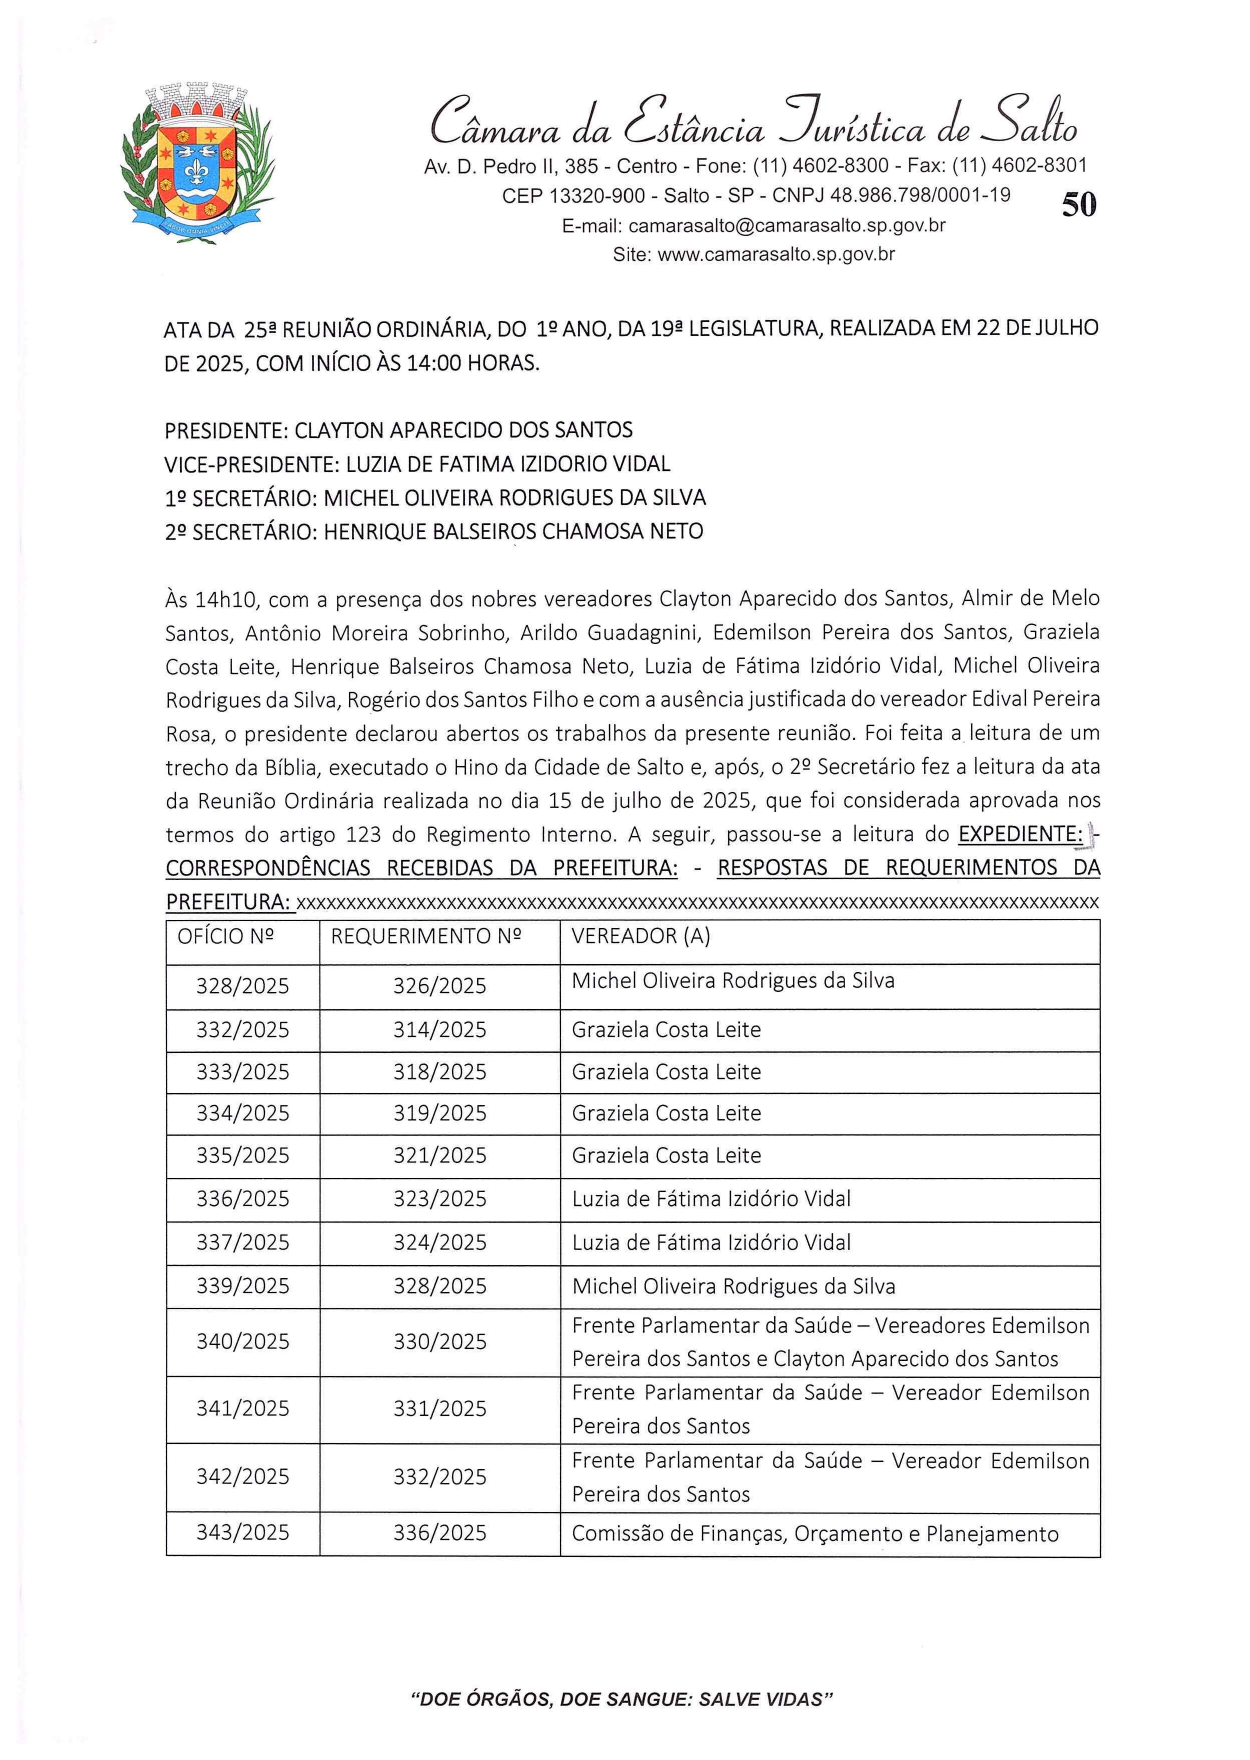 Câmara da Estância Turística de Salto
Av. D. Pedro II, 385 - Centro - Fone: (11) 4602-8300 - Fax: (11) 4602-8301
CEP 13320-900 - Salto - SP - CNPJ 48.986.798/0001-19
50
E-mail: camarasalto@camarasalto.sp.gov.br
Site: www.camarasalto.sp.gov.br
ATA DA 25ª REUNIÃO ORDINÁRIA, DO 1º ANO, DA 19ª LEGISLATURA, REALIZADA EM 22 DE JULHO
DE 2025, COM INÍCIO ÀS 14:00 HORAS.
PRESIDENTE: CLAYTON APARECIDO DOS SANTOS
VICE-PRESIDENTE: LUZIA DE FATIMA IZIDORIO VIDAL
1º SECRETÁRIO: MICHEL OLIVEIRA RODRIGUES DA SILVA
2º SECRETÁRIO: HENRIQUE BALSEIROS CHAMOSA NETO
Às 14h10, com a presença dos nobres vereadores Clayton Aparecido dos Santos, Almir de Melo
Santos, Antônio Moreira Sobrinho, Arildo Guadagnini, Edemilson Pereira dos Santos, Graziela
Costa Leite, Henrique Balseiros Chamosa Neto, Luzia de Fátima Izidório Vidal, Michel Oliveira
Rodrigues da Silva, Rogério dos Santos Filho e com a ausência justificada do vereador Edival Pereira
Rosa, o presidente declarou abertos os trabalhos da presente reunião. Foi feita a leitura de um
trecho da Bíblia, executado o Hino da Cidade de Salto e, após, o 2º Secretário fez a leitura da ata
da Reunião Ordinária realizada no dia 15 de julho de 2025, que foi considerada aprovada nos
termos do artigo 123 do Regimento Interno. A seguir, passou-se a leitura do EXPEDIENTE: -
CORRESPONDÊNCIAS RECEBIDAS DA PREFEITURA: - RESPOSTAS DE REQUERIMENTOS DA
PREFEITURA: xxxxxxxxxxxxxxxxxxxxxxxxxxxxxxxxxxxxxxxxxxxxxxxxxxxxxxxxxxxxxxxxxxxxxxxxxxxxxxxx
OFÍCIO Nº REQUERIMENTO Nº VEREADOR (A)
328/2025 326/2025 Michel Oliveira Rodrigues da Silva
332/2025 314/2025 Graziela Costa Leite
333/2025 318/2025 Graziela Costa Leite
334/2025 319/2025 Graziela Costa Leite
335/2025 321/2025 Graziela Costa Leite
336/2025 323/2025 Luzia de Fátima Izidório Vidal
337/2025 324/2025 Luzia de Fátima Izidório Vidal
339/2025 328/2025 Michel Oliveira Rodrigues da Silva
340/2025 330/2025 Frente Parlamentar da Saúde – Vereadores Edemilson
Pereira dos Santos e Clayton Aparecido dos Santos
341/2025 331/2025 Frente Parlamentar da Saúde – Vereador Edemilson
Pereira dos Santos
342/2025 332/2025 Frente Parlamentar da Saúde – Vereador Edemilson
Pereira dos Santos
343/2025 336/2025 Comissão de Finanças, Orçamento e Planejamento
“DOE ÓRGÃOS, DOE SANGUE: SALVE VIDAS”